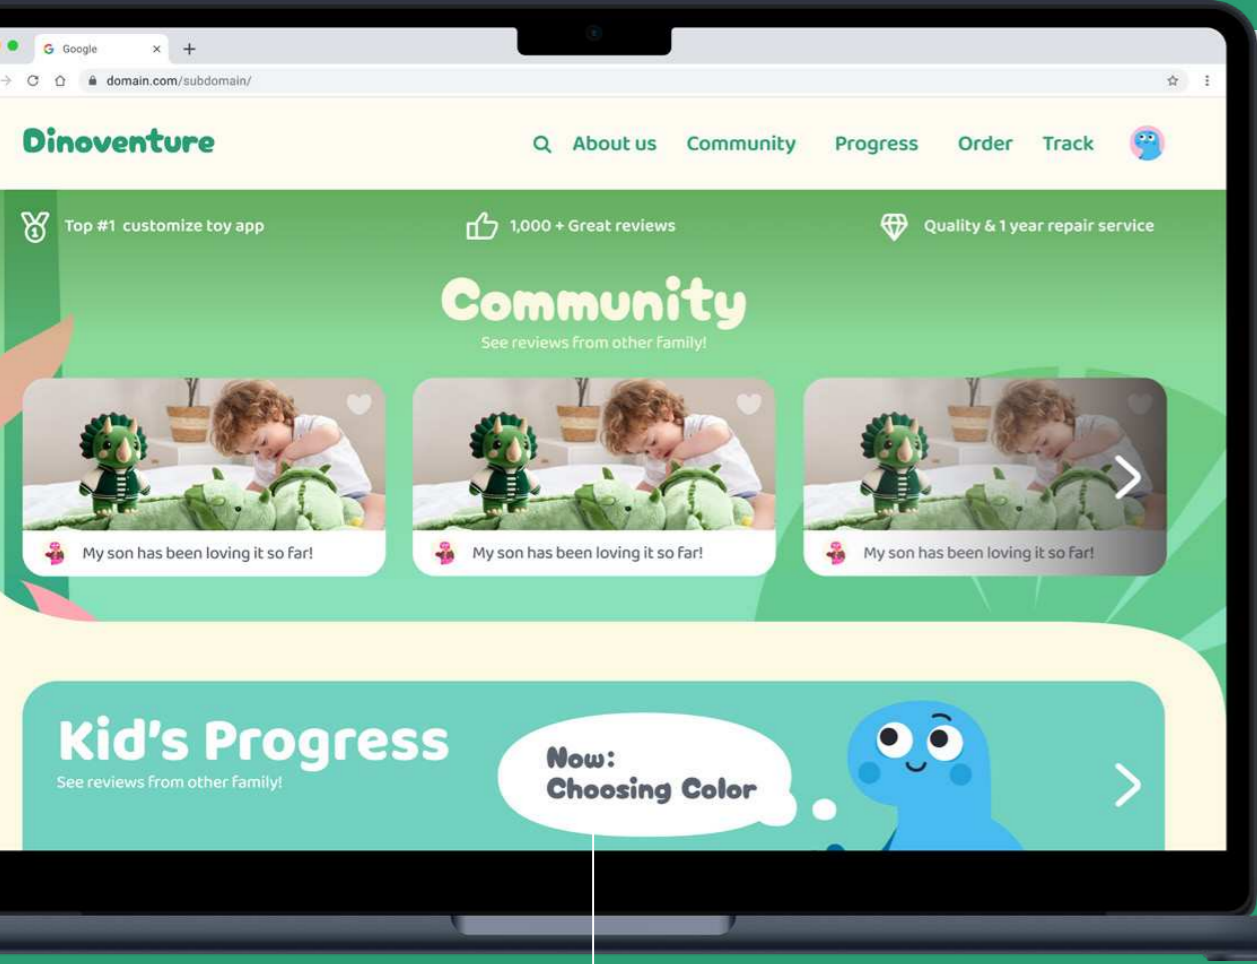 Google
domain.com/subdomain/
Dinoventure
About us Community Progress Order Track
1
Top #1 customize toy app
1,000 + Great reviews
Quality & 1 year repair service
Community
See reviews from other family!
My son has been loving it so far!
My son has been loving it so far!
My son has been loving it so far!
Kid's Progress
See reviews from other family!
Now:
Choosing Color